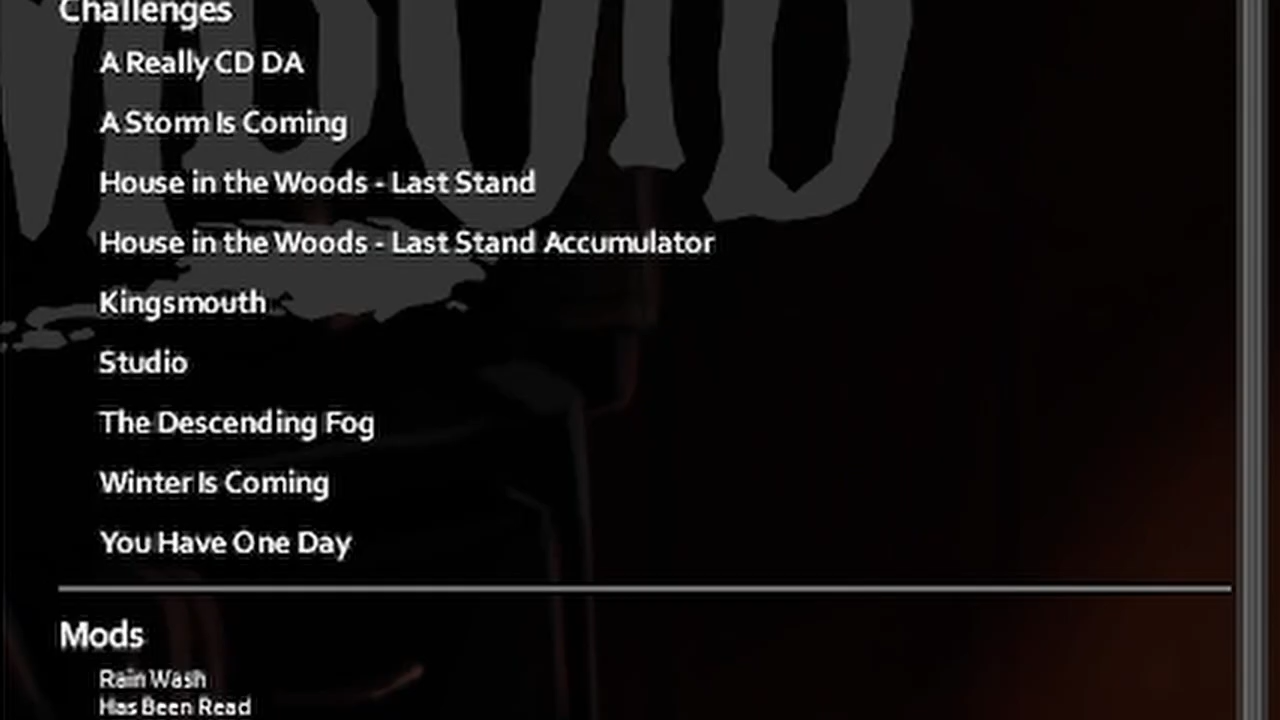 Challenges
A Really CD DA
A Storm Is Coming
House in the Woods - Last Stand
House in the Woods - Last Stand Accumulator
Kingsmouth
Studio
The Descending Fog
Winter Is Coming
You Have One Day
Mods
Rain Wash
Has Been Read